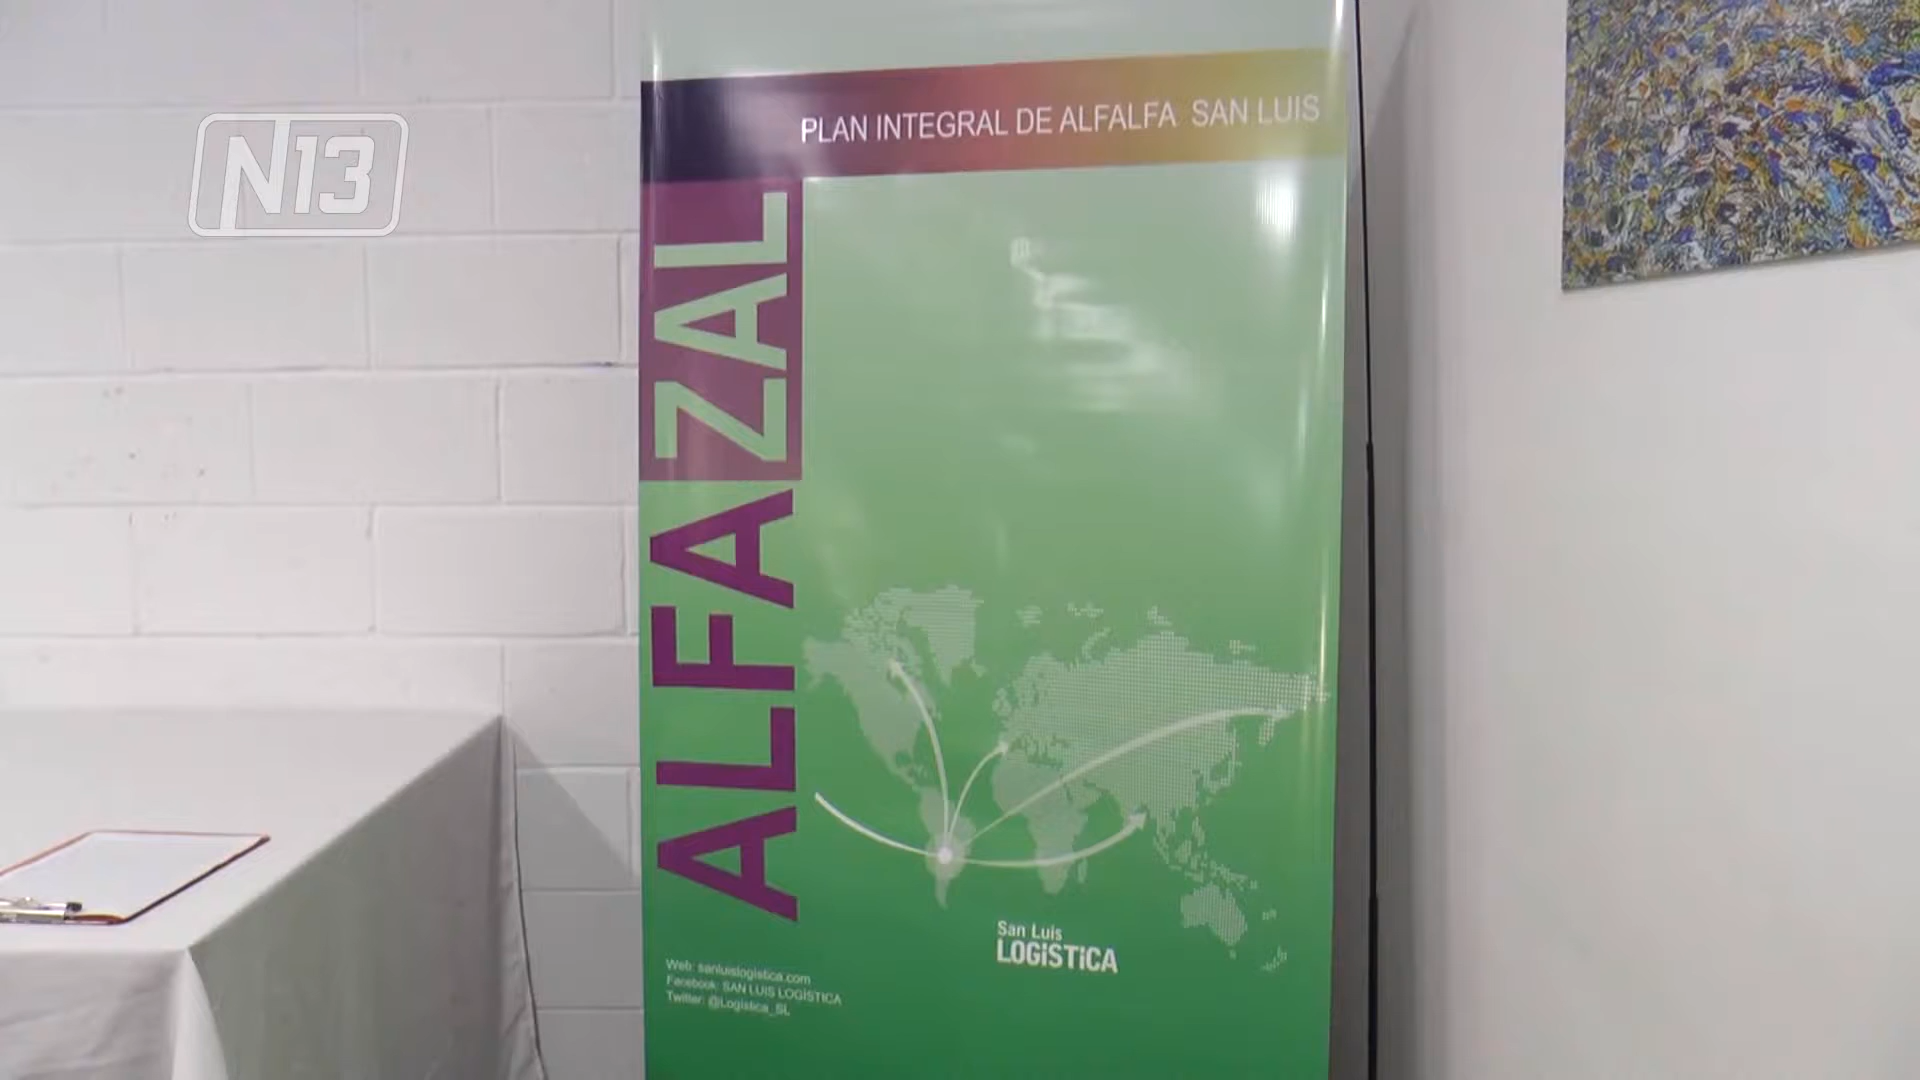 N13
PLAN INTEGRAL DE ALFALFA SAN LUIS
ALFAZAL
San Luis
LOGíSTiCA
Web: sanluislogistica.com
Facebook: SAN LUIS LOGÍSTICA
Twitter: @Logistica_SL